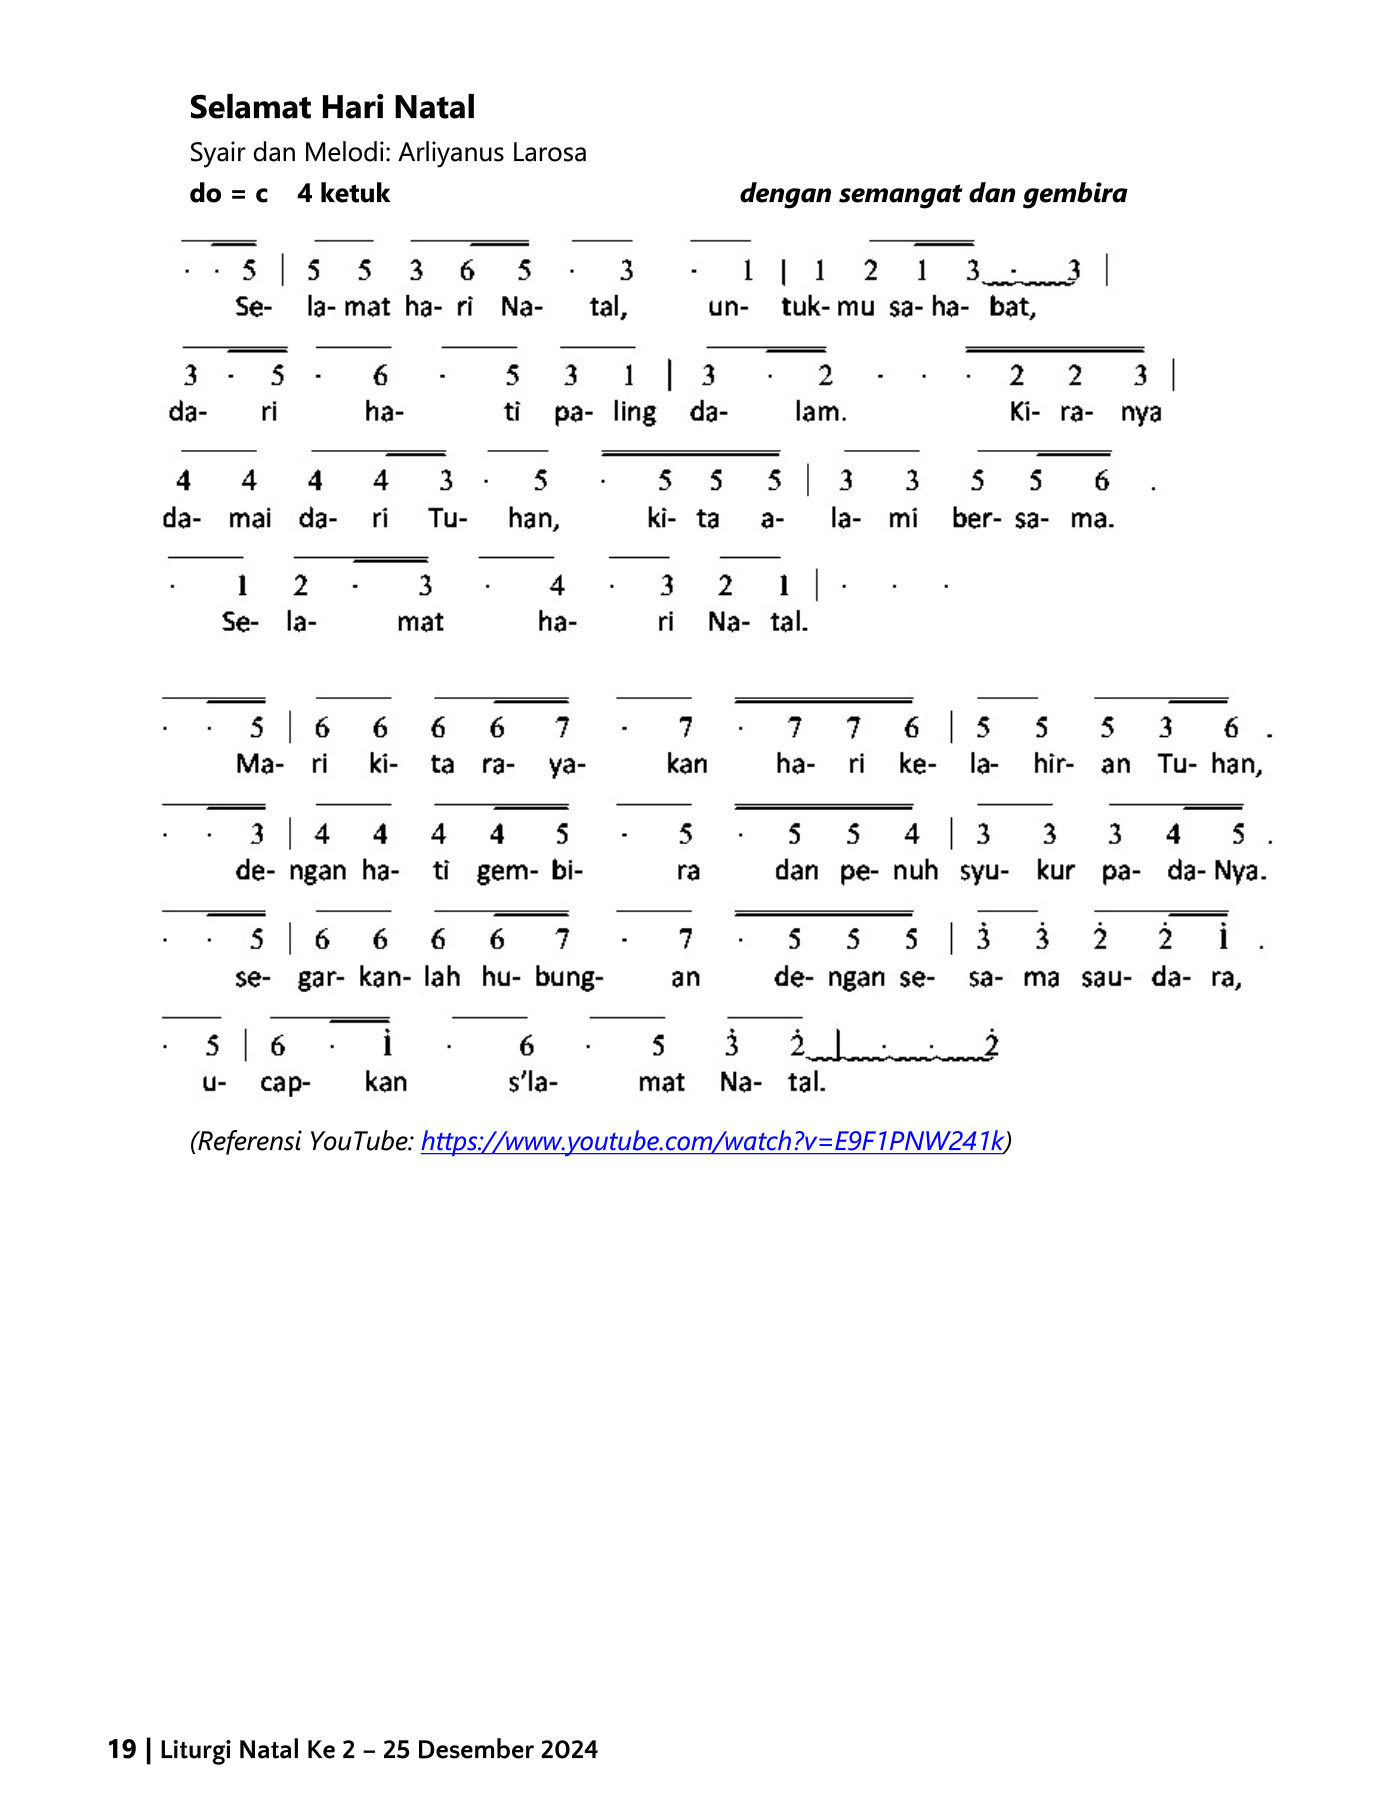 Selamat Hari Natal
Syair dan Melodi: Arliyanus Larosa
do = c 4 ketuk dengan semangat dan gembira
. . 5 | 5 5 3 6 5 . 3 . 1 | 1 2 1 3 . 3 |
Se- la- mat ha- ri Na- tal, un- tuk- mu sa- ha- bat,
3 . 5 . 6 . 5 3 1 | 3 . 2 . . . 2 2 3 |
da- ri ha- ti pa- ling da- lam. Ki- ra- nya
4 4 4 4 3 . 5 . 5 5 5 | 3 3 5 5 6 .
da- mai da- ri Tu- han, ki- ta a- la- mi ber- sa- ma.
. 1 2 . 3 . 4 . 3 2 1 | . . .
Se- la- mat ha- ri Na- tal.
. . 5 | 6 6 6 6 7 . 7 . 7 7 6 | 5 5 5 3 6 .
Ma- ri ki- ta ra- ya- kan ha- ri ke- la- hir- an Tu- han,
. . 3 | 4 4 4 4 5 . 5 . 5 5 4 | 3 3 3 4 5 .
de- ngan ha- ti gem- bi- ra dan pe- nuh syu- kur pa- da- Nya.
. . 5 | 6 6 6 6 7 . 7 . 5 5 5 | 3̇ 3̇ 2̇ 2̇ 1̇ .
se- gar- kan- lah hu- bung- an de- ngan se- sa- ma sau- da- ra,
. 5 | 6 . 1̇ . 6 . 5 3̇ 2̇ | . . 2̇
u- cap- kan s'la- mat Na- tal.
(Referensi YouTube: https://www.youtube.com/watch?v=E9F1PNW241k)
19 | Liturgi Natal Ke 2 – 25 Desember 2024